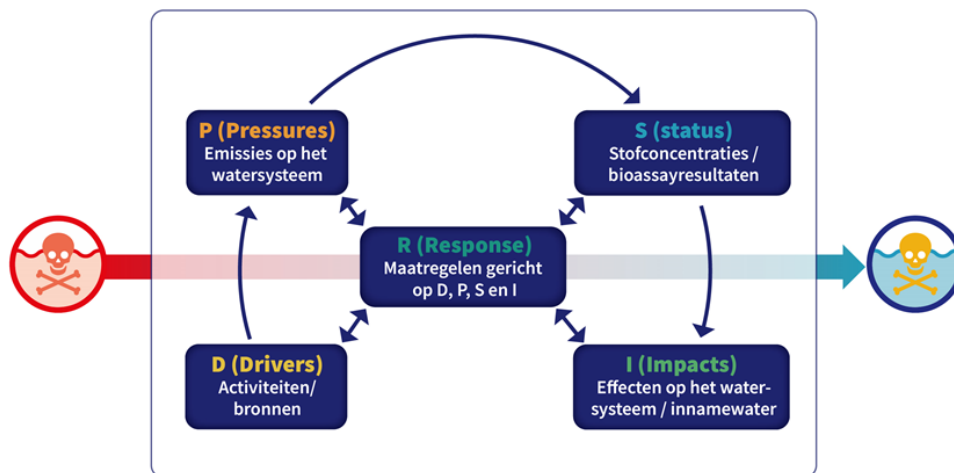 P (Pressures)
Emissies op het
watersysteem
S (status)
Stofconcentraties /
bioassayresultaten
R (Response)
Maatregelen gericht
op D, P, S en I
D (Drivers)
Activiteiten/
bronnen
I (Impacts)
Effecten op het water-
systeem / innamewater